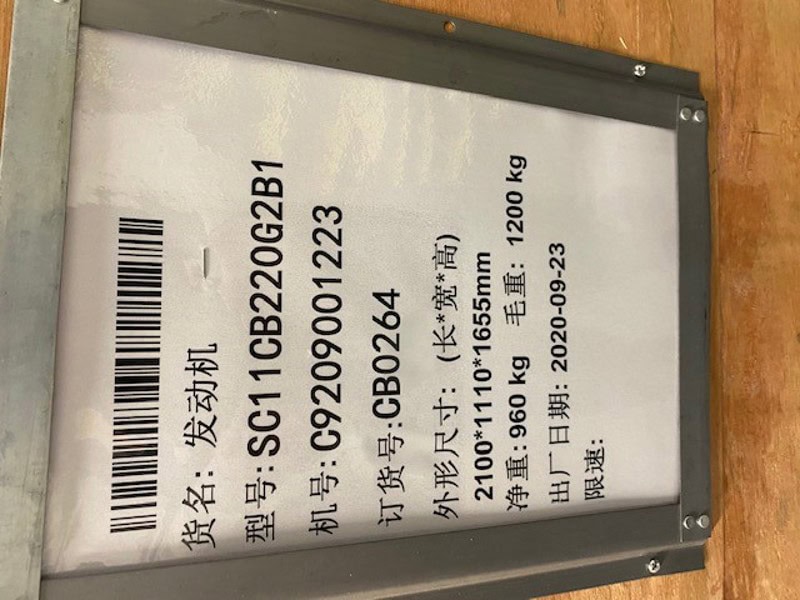 货名: 发动机
型号:SC11CB220G2B1
机号:C9209001223
订货号:CB0264
外形尺寸: (长*宽*高)
2100*1110*1655mm
净重:960 kg 毛重: 1200 kg
出厂日期: 2020-09-23
限速: